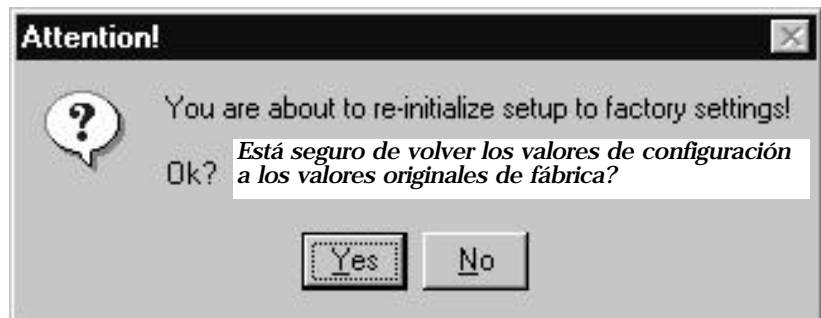 Attention!
You are about to re-initialize setup to factory settings!
Ok?
Está seguro de volver los valores de configuración
a los valores originales de fábrica?
Yes
No